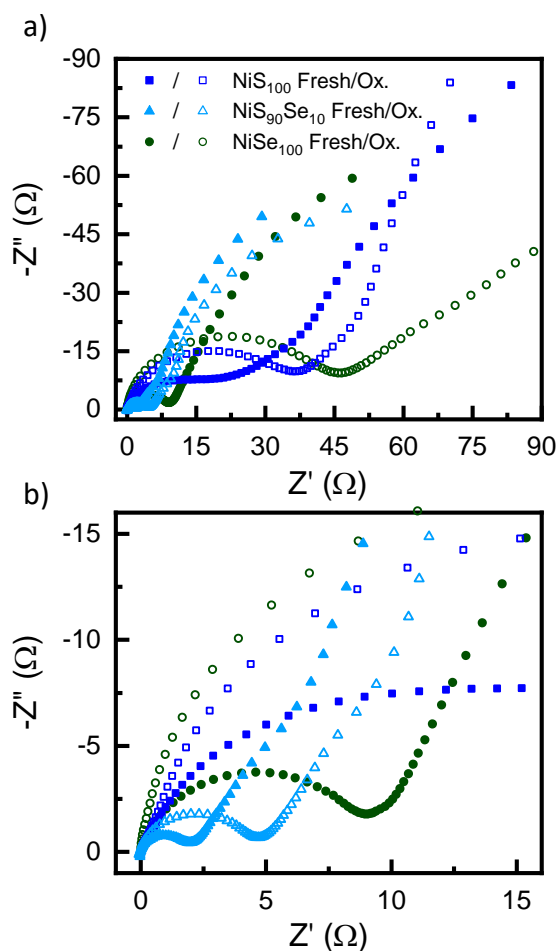 a)
-90
-75
-60
-45
-30
-15
0
-Z" (Ω)
/ NiS100 Fresh/Ox.
/ NiS90Se10 Fresh/Ox.
/ NiSe100 Fresh/Ox.
0 15 30 45 60 75 90
Z' (Ω)
b)
-15
-10
-5
0
-Z" (Ω)
0 5 10 15
Z' (Ω)